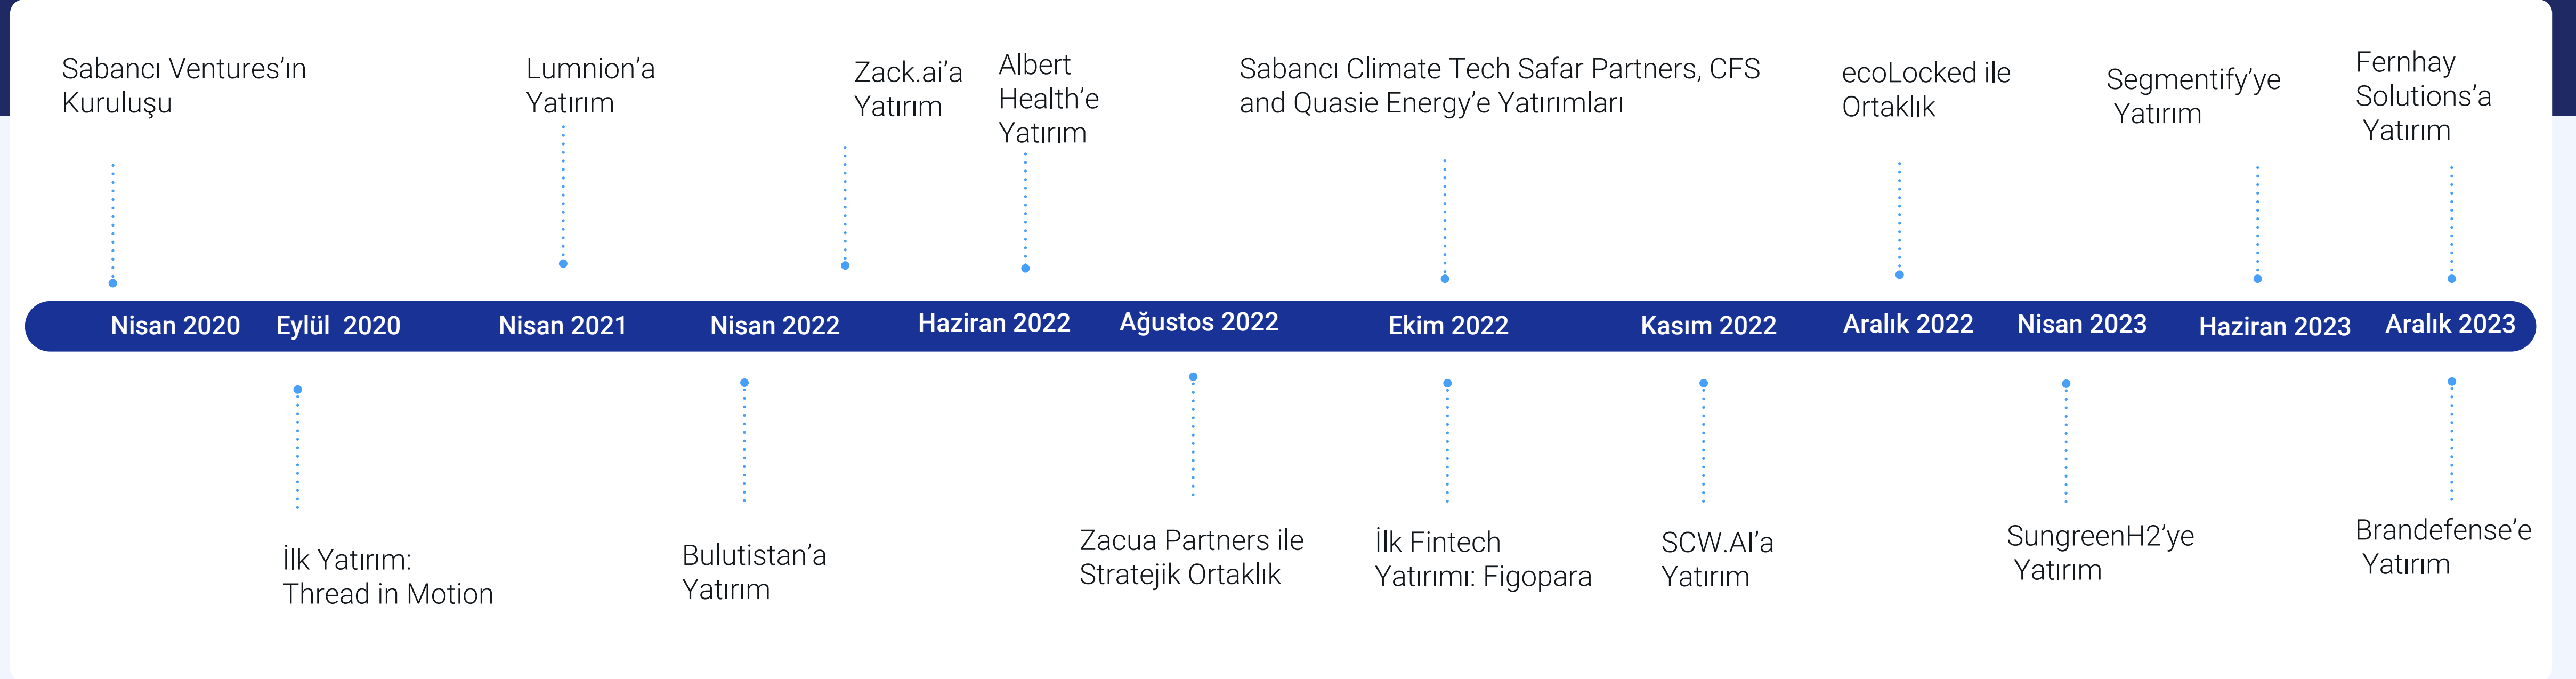 Sabancı Ventures’ın
Kuruluşu
Lumnion’a
Yatırım
Zack.ai’a
Yatırım
Albert
Health’e
Yatırım
Sabancı Climate Tech Safar Partners, CFS
and Quasie Energy’e Yatırımları
ecoLocked ile
Ortaklık
Segmentify’ye
Yatırım
Fernhay
Solutions’a
Yatırım
Nisan 2020
Eylül  2020
Nisan 2021
Nisan 2022
Haziran 2022
Ağustos 2022
Ekim 2022
Kasım 2022
Aralık 2022
Nisan 2023
Haziran 2023
Aralık 2023
İlk Yatırım:
Thread in Motion
Bulutistan’a
Yatırım
Zacua Partners ile
Stratejik Ortaklık
İlk Fintech
Yatırımı: Figopara
SCW.AI’a
Yatırım
SungreenH2’ye
Yatırım
Brandefense’e
Yatırım